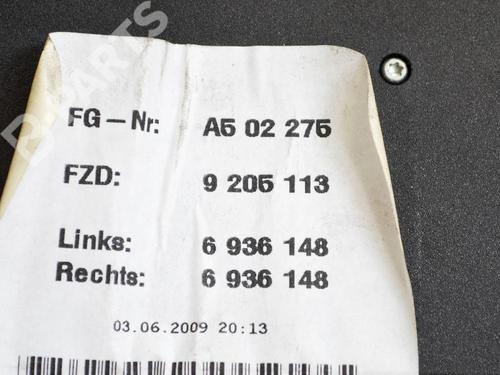 B-PARTS
FG-Nr: A5 02 275
FZD: 9 205 113
Links: 6 936 148
Rechts: 6 936 148
03.06.2009 20:13